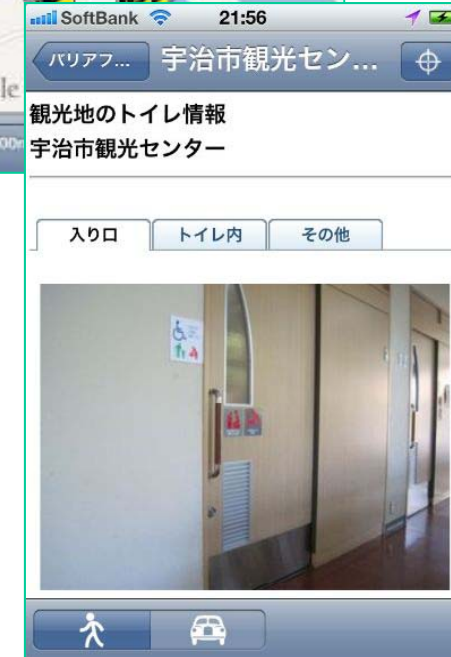 le
SoftBank 21:56
バリアフ... 宇治市観光セン...
観光地のトイレ情報
宇治市観光センター
入り口 トイレ内 その他